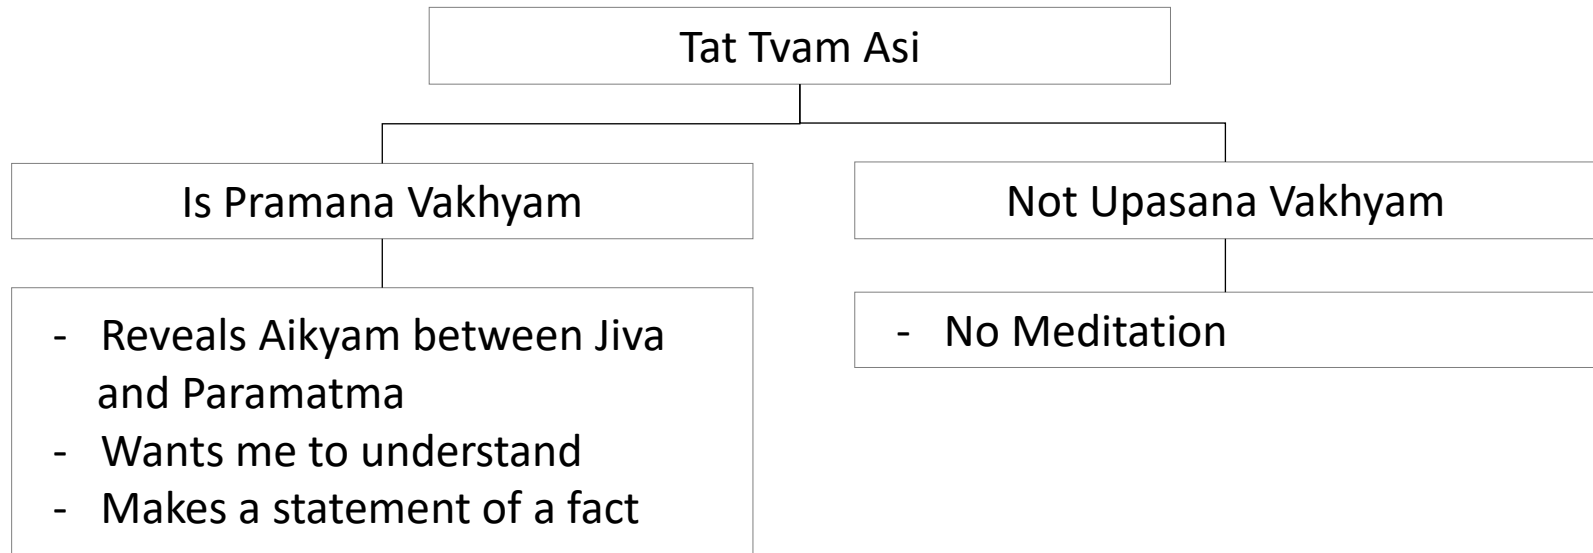 Tat Tvam Asi
Is Pramana Vakhyam
Not Upasana Vakhyam
- Reveals Aikyam between Jiva
and Paramatma
- Wants me to understand
- Makes a statement of a fact
- No Meditation